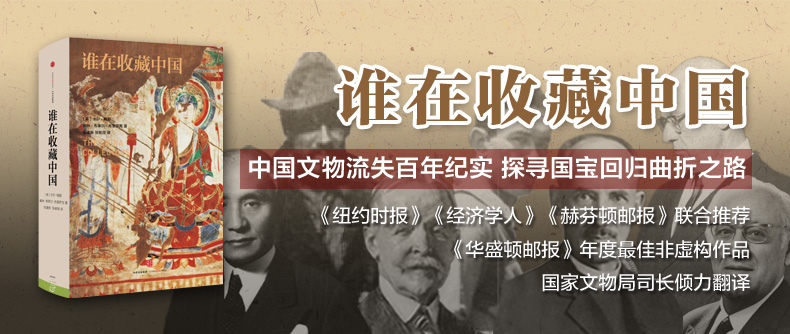 谁在收藏中国
谁在收藏中国
谁在收藏中国
中国文物流失百年纪实 探寻国宝回归曲折之路
《纽约时报》《经济学人》《赫芬顿邮报》联合推荐
《华盛顿邮报》年度最佳非虚构作品
国家文物局司长倾力翻译